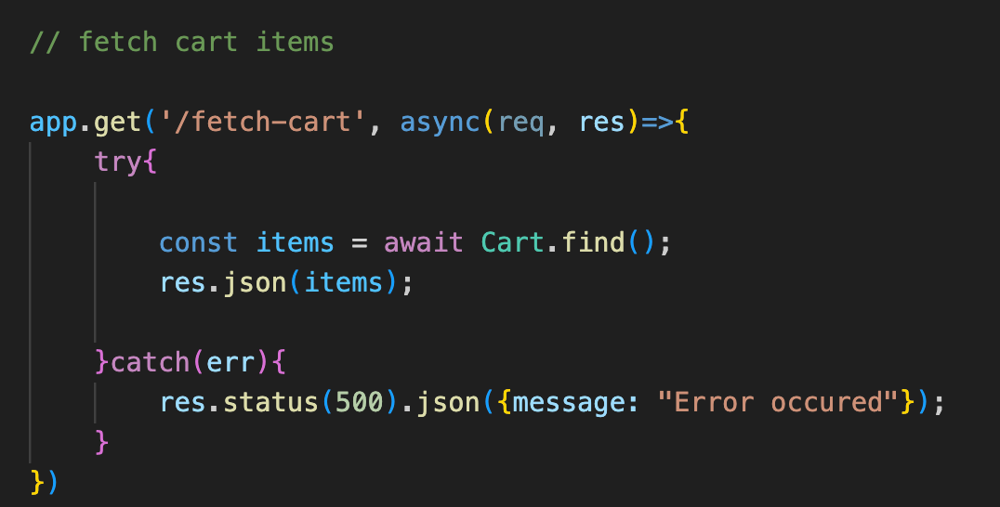 // fetch cart items
app.get('/fetch-cart', async(req, res)=>{
    try{
        const items = await Cart.find();
        res.json(items);
    }catch(err){
        res.status(500).json({message: "Error occured"});
    }
})